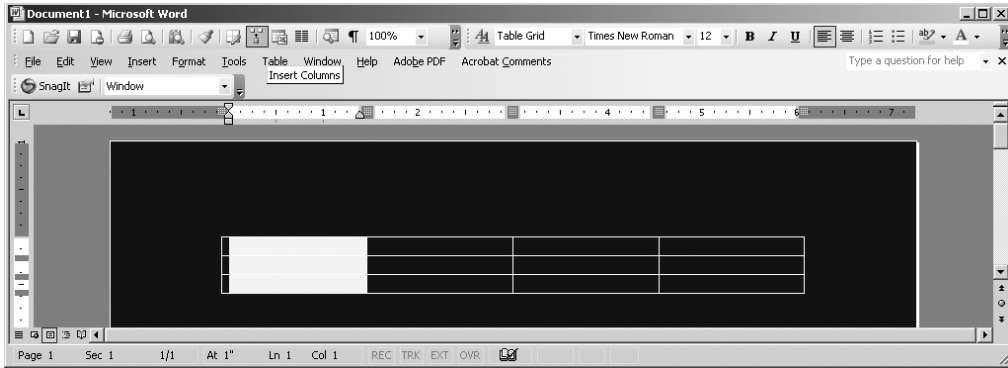 Document1 - Microsoft Word
100% Table Grid Times New Roman 12 B I U
File Edit View Insert Format Tools Table Window Help Adobe PDF Acrobat Comments Type a question for help
Insert Columns
SnagIt Window
1 1 2 4 5 6 7
Page 1 Sec 1 1/1 At 1" Ln 1 Col 1 REC TRK EXT OVR